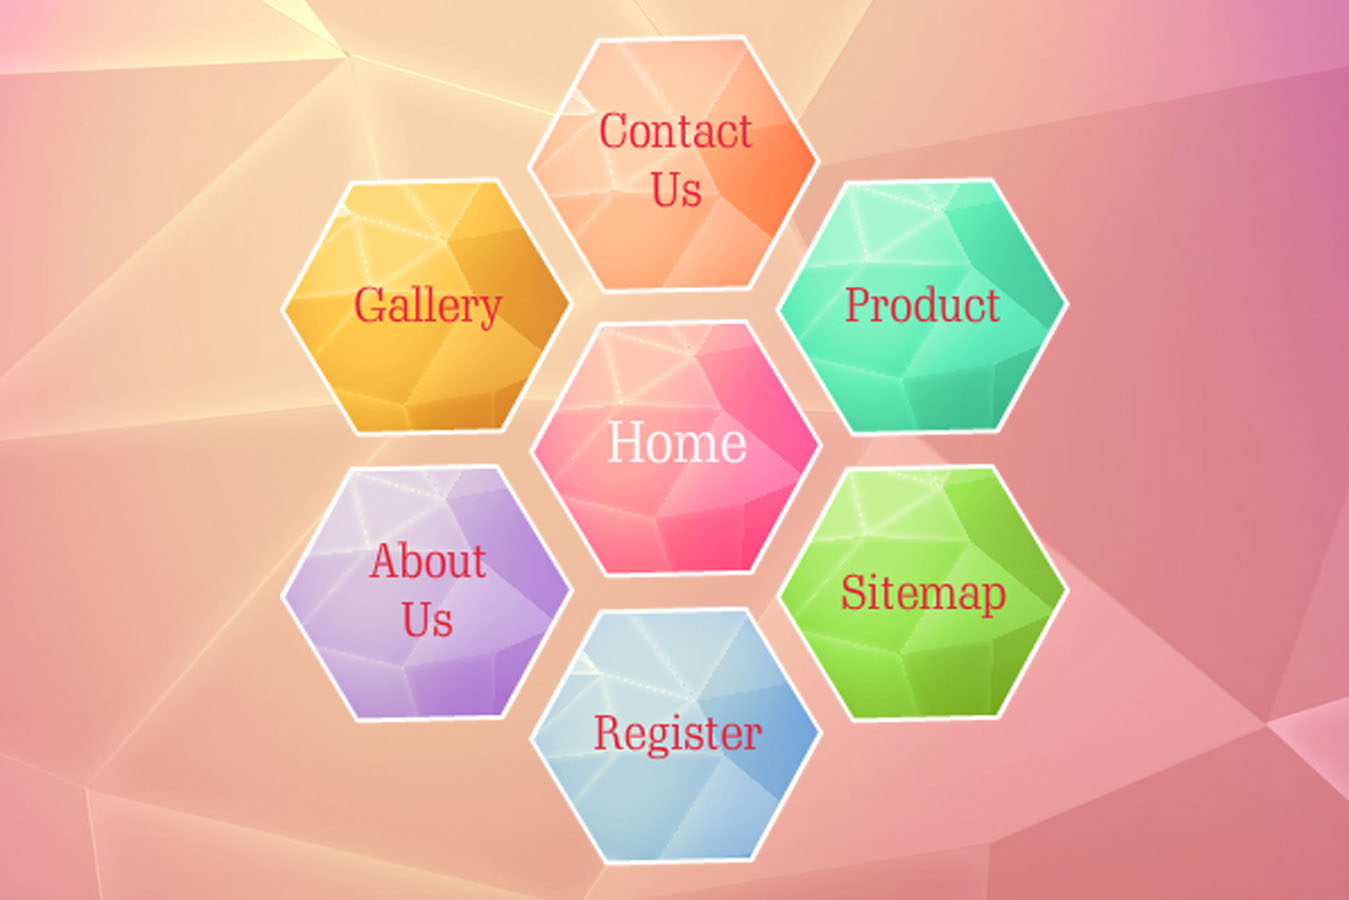 Contact
Us
Gallery
Product
Home
About
Us
Sitemap
Register